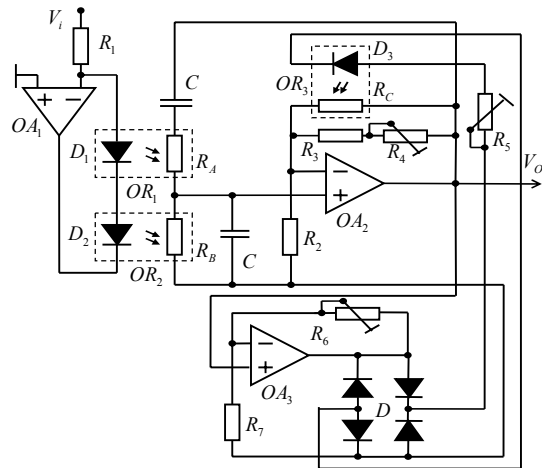 V_i
R_1
D_3
OR_3
R_C
C
OA_1
R_3
R_4
R_5
V_O
D_1
R_A
OR_1
OA_2
D_2
R_B
C
R_2
OR_2
R_6
OA_3
D
R_7